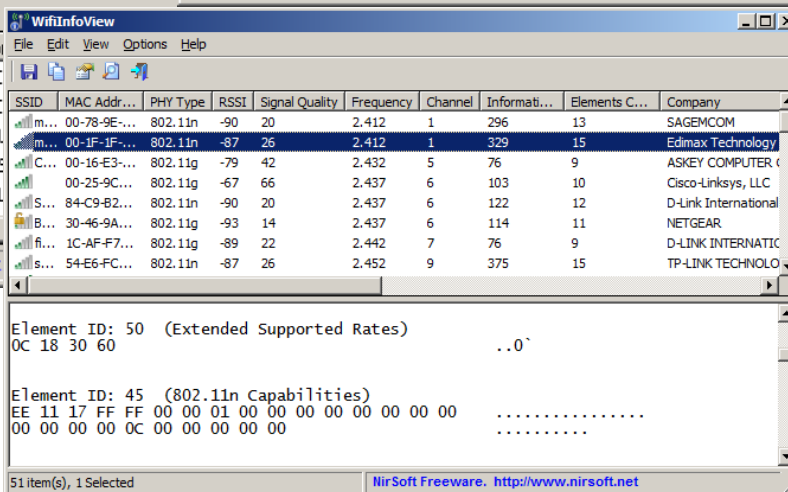 WifiInfoView
File Edit View Options Help
SSID MAC Addr... PHY Type RSSI Signal Quality Frequency Channel Informati... Elements C... Company
m... 00-78-9E-... 802.11n -90 20 2.412 1 296 13 SAGEMCOM
m... 00-1F-1F-... 802.11n -87 26 2.412 1 329 15 Edimax Technology
C... 00-16-E3-... 802.11g -79 42 2.432 5 76 9 ASKEY COMPUTER
00-25-9C... 802.11g -67 66 2.437 6 103 10 Cisco-Linksys, LLC
S... 84-C9-B2... 802.11n -90 20 2.437 6 122 12 D-Link International
B... 30-46-9A... 802.11g -93 14 2.437 6 114 11 NETGEAR
fi... 1C-AF-F7... 802.11g -89 22 2.442 7 76 9 D-LINK INTERNATIO
s... 54-E6-FC... 802.11n -87 26 2.452 9 375 15 TP-LINK TECHNOLO
Element ID: 50 (Extended Supported Rates)
0C 18 30 60 ..0`
Element ID: 45 (802.11n Capabilities)
EE 11 17 FF FF 00 00 01 00 00 00 00 00 00 00 00 ................
00 00 00 00 0C 00 00 00 00 00 ..........
51 item(s), 1 Selected NirSoft Freeware. http://www.nirsoft.net